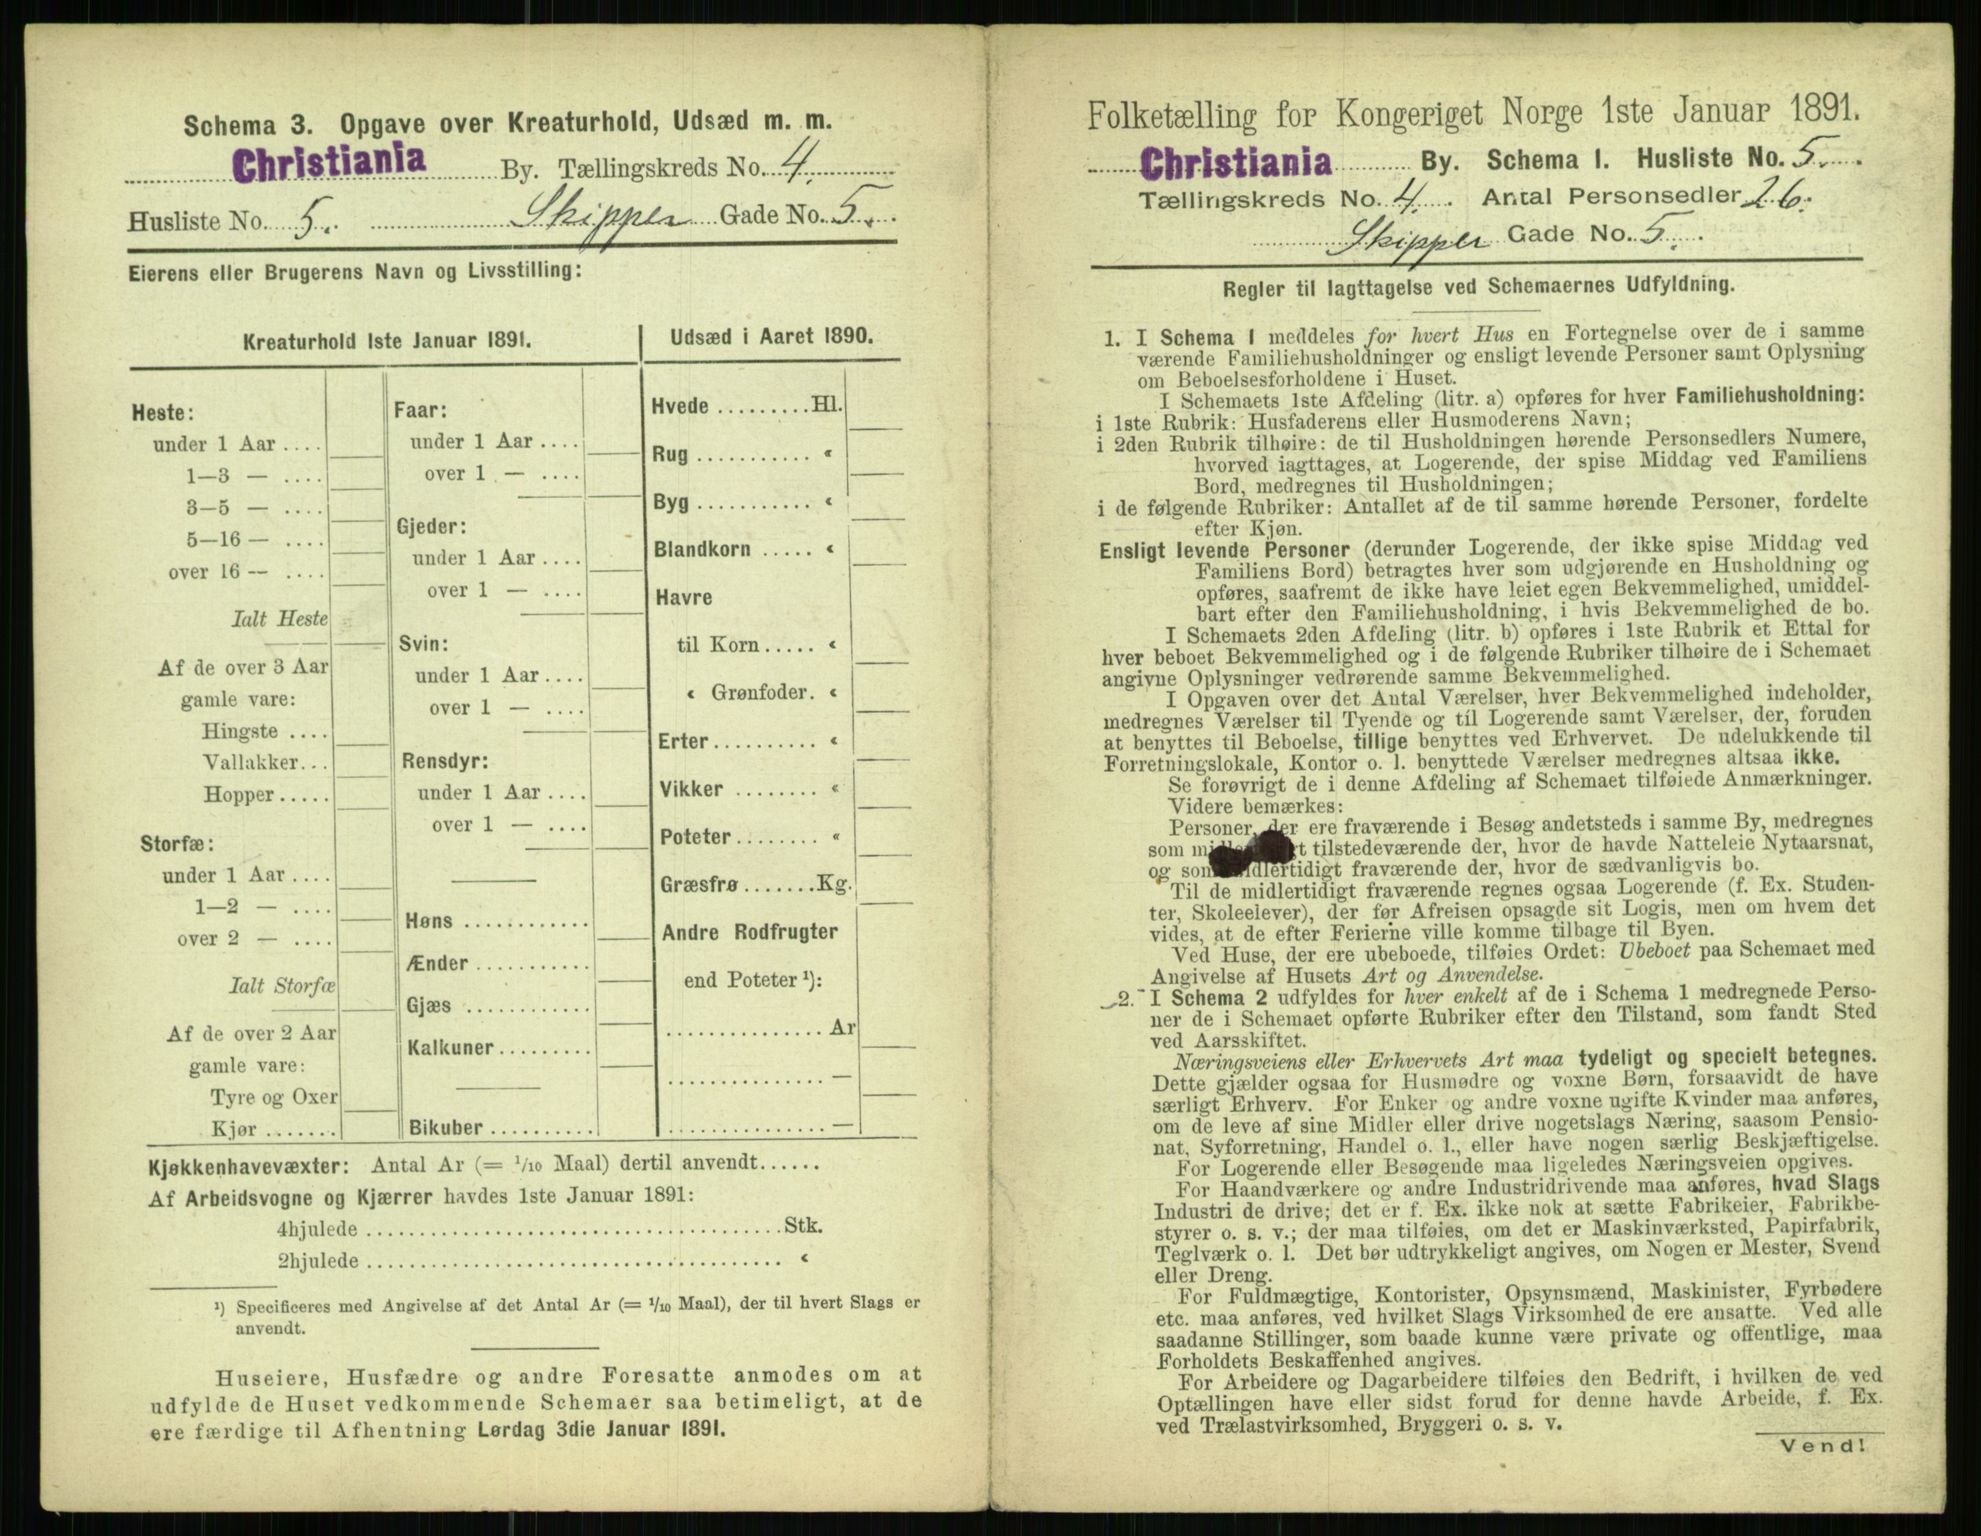 Schema 3. Opgave over Kreaturhold, Udsæd m. m.
Christiania By. Tællingskreds No. 4.
Husliste No. 5. Skipper Gade No. 5.
Eierens eller Brugerens Navn og Livsstilling:
Kreaturhold 1ste Januar 1891.
Heste:
under 1 Aar ....
1—3 — ....
3—5 — ....
5—16 — ....
over 16 — ....
Ialt Heste
Af de over 3 Aar
gamle vare:
Hingste ....
Vallakker...
Hopper .....
Storfæ:
under 1 Aar ....
1—2 — ....
over 2 — ....
Ialt Storfæ
Af de over 2 Aar
gamle vare:
Tyre og Oxer
Kjør .......
Faar:
under 1 Aar ....
over 1 — ....
Gjeder:
under 1 Aar ....
over 1 — ....
Svin:
under 1 Aar ....
over 1 — ....
Rensdyr:
under 1 Aar ....
over 1 — ....
Høns ............
Ænder ...........
Gjæs ............
Kalkuner.........
Bikuber ..........
Udsæd i Aaret 1890.
Hvede .........Hl.
Rug ........... «
Byg ........... «
Blandkorn ..... «
Havre
til Korn ..... «
« Grønfoder. «
Erter.......... «
Vikker ........ «
Poteter........ «
Græsfrø .......Kg.
Andre Rodfrugter
end Poteter ¹):
............... Ar
............... —
............... —
Kjøkkenhavevæxter: Antal Ar (= 1/10 Maal) dertil anvendt......
Af Arbeidsvogne og Kjærrer havdes 1ste Januar 1891:
4hjulede ........................................ Stk.
2hjulede ........................................ «
¹) Specificeres med Angivelse af det Antal Ar (= 1/10 Maal), der til hvert Slags er
anvendt.
Huseiere, Husfædre og andre Foresatte anmodes om at
udfylde de Huset vedkommende Schemaer saa betimeligt, at de
ere færdige til Afhentning Lørdag 3die Januar 1891.
Folketælling for Kongeriget Norge 1ste Januar 1891.
Christiania By. Schema 1. Husliste No. 5.
Tællingskreds No. 4. Antal Personsedler 26.
Skipper Gade No. 5.
Regler til Iagttagelse ved Schemaernes Udfyldning.
1. I Schema 1 meddeles for hvert Hus en Fortegnelse over de i samme
værende Familiehusholdninger og ensligt levende Personer samt Oplysning
om Beboelsesforholdene i Huset.
I Schemaets 1ste Afdeling (litr. a) opføres for hver Familiehusholdning:
i 1ste Rubrik: Husfaderens eller Husmoderens Navn;
i 2den Rubrik tilhøire: de til Husholdningen hørende Personsedlers Numere,
hvorved iagttages, at Logerende, der spise Middag ved Familiens
Bord, medregnes til Husholdningen;
i de følgende Rubriker: Antallet af de til samme hørende Personer, fordelte
efter Kjøn.
Ensligt levende Personer (derunder Logerende, der ikke spise Middag ved
Familiens Bord) betragtes hver som udgjørende en Husholdning og
opføres, saafremt de ikke have leiet egen Bekvemmelighed, umiddel-
bart efter den Familiehusholdning, i hvis Bekvemmelighed de bo.
I Schemaets 2den Afdeling (litr. b) opføres i 1ste Rubrik et Ettal for
hver beboet Bekvemmelighed og i de følgende Rubriker tilhøire de i Schemaet
angivne Oplysninger vedrørende samme Bekvemmelighed.
I Opgaven over det Antal Værelser, hver Bekvemmelighed indeholder,
medregnes Værelser til Tyende og til Logerende samt Værelser, der, foruden
at benyttes til Beboelse, tillige benyttes ved Erhvervet. De udelukkende til
Forretningslokale, Kontor o. l. benyttede Værelser medregnes altsaa ikke.
Se forøvrigt de i denne Afdeling af Schemaet tilføiede Anmærkninger.
Videre bemærkes:
Personer, der ere fraværende i Besøg andetsteds i samme By, medregnes
som tilstedeværende der, hvor de havde Natteleie Nytaarsnat,
og som midlertidigt fraværende der, hvor de sædvanligvis bo.
Til de midlertidigt fraværende regnes ogsaa Logerende (f. Ex. Studen-
ter, Skoleelever), der før Afreisen opsagde sit Logis, men om hvem det
vides, at de efter Ferierne ville komme tilbage til Byen.
Ved Huse, der ere ubeboede, tilføies Ordet: Ubeboet paa Schemaet med
Angivelse af Husets Art og Anvendelse.
2. I Schema 2 udfyldes for hver enkelt af de i Schema 1 medregnede Perso-
ner de i Schemaet opførte Rubriker efter den Tilstand, som fandt Sted
ved Aarsskiftet.
Næringsveiens eller Erhvervets Art maa tydeligt og specielt betegnes.
Dette gjælder ogsaa for Husmødre og voxne Børn, forsaavidt de have
særligt Erhverv. For Enker og andre voxne ugifte Kvinder maa anføres,
om de leve af sine Midler eller drive nogetslags Næring, saasom Pensio-
nat, Syforretning, Handel o. l., eller have nogen særlig Beskjæftigelse.
For Logerende eller Besøgende maa ligeledes Næringsveien opgives.
For Haandværkere og andre Industridrivende maa anføres, hvad Slags
Industri de drive; det er f. Ex. ikke nok at sætte Fabrikeier, Fabrikbe-
styrer o. s. v.; der maa tilføies, om det er Maskinværksted, Papirfabrik,
Teglværk o. l. Det bør udtrykkeligt angives, om Nogen er Mester, Svend
eller Dreng.
For Fuldmægtige, Kontorister, Opsynsmænd, Maskinister, Fyrbødere
etc. maa anføres, ved hvilket Slags Virksomhed de ere ansatte. Ved alle
saadanne Stillinger, som baade kunne være private og offentlige, maa
Forholdets Beskaffenhed angives.
For Arbeidere og Dagarbeidere tilføies den Bedrift, i hvilken de ved
Optællingen have eller sidst forud for denne havde Arbeide, f. Ex.
ved Trælastvirksomhed, Bryggeri o. s. v.
Vend!